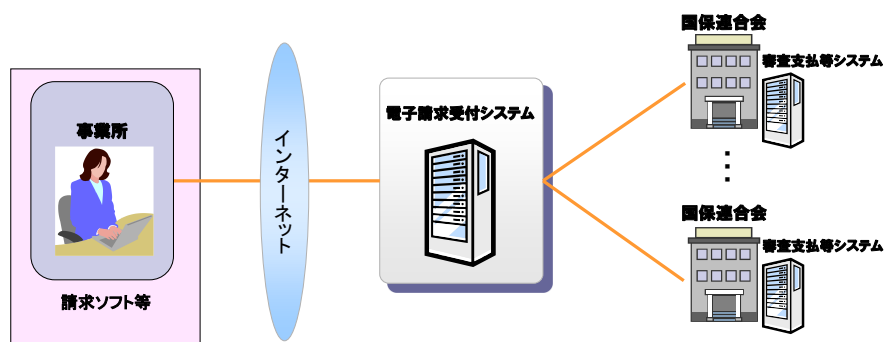 事業所
請求ソフト等
インターネット
電子請求受付システム
国保連合会
審査支払等システム
国保連合会
審査支払等システム